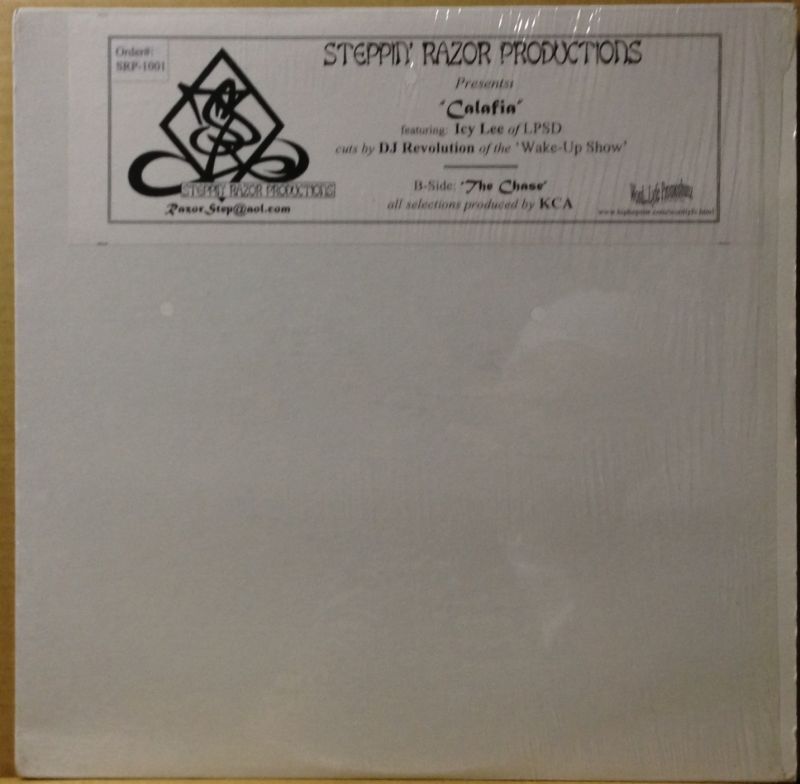 Order#:
SRP-1001
STEPPIN' RAZOR PRODUCTIONS
RazorStep@aol.com
STEPPIN' RAZOR PRODUCTIONS
Presents:
"Calafia"
featuring: Icy Lee of LPSD
cuts by DJ Revolution of the 'Wake-Up Show'
B-Side: "The Chase"
all selections produced by KCA